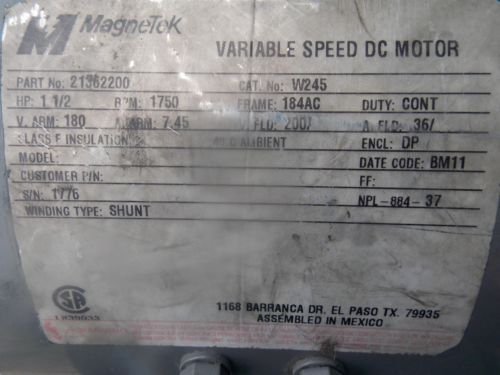 MagneTek
VARIABLE SPEED DC MOTOR
PART No: 21362200 CAT. No: W245
HP: 1 1/2 RPM: 1750 FRAME: 184AC DUTY: CONT
V. ARM: 180 A. ARM: 7.45 V. FLD: 200/ A. FLD: .36/
CLASS F INSULATION AMBIENT ENCL: DP
MODEL: DATE CODE: BM11
CUSTOMER P/N: FF:
S/N: 1776 NPL-884-37
WINDING TYPE: SHUNT
1168 BARRANCA DR. EL PASO TX. 79935
ASSEMBLED IN MEXICO